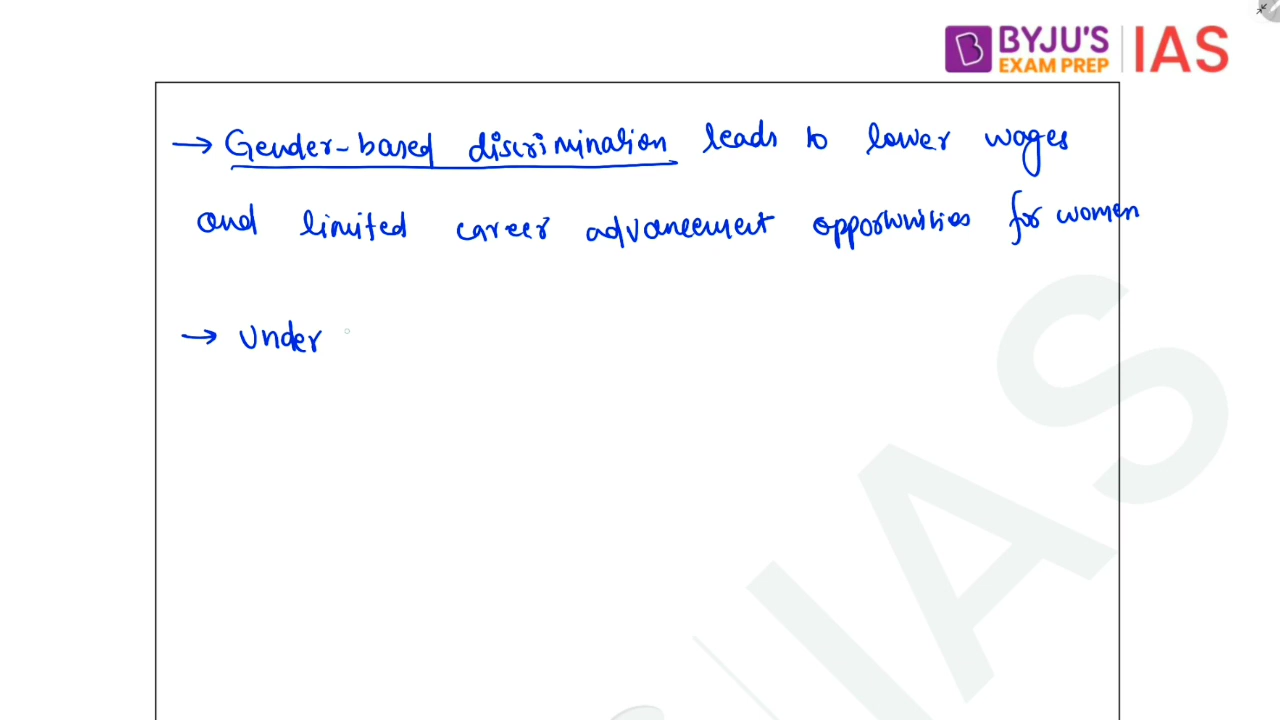 BYJU'S IAS
EXAM PREP
→ Gender-based discrimination leads to lower wages
and limited career advancement opportunities for women
→ Under
IAS